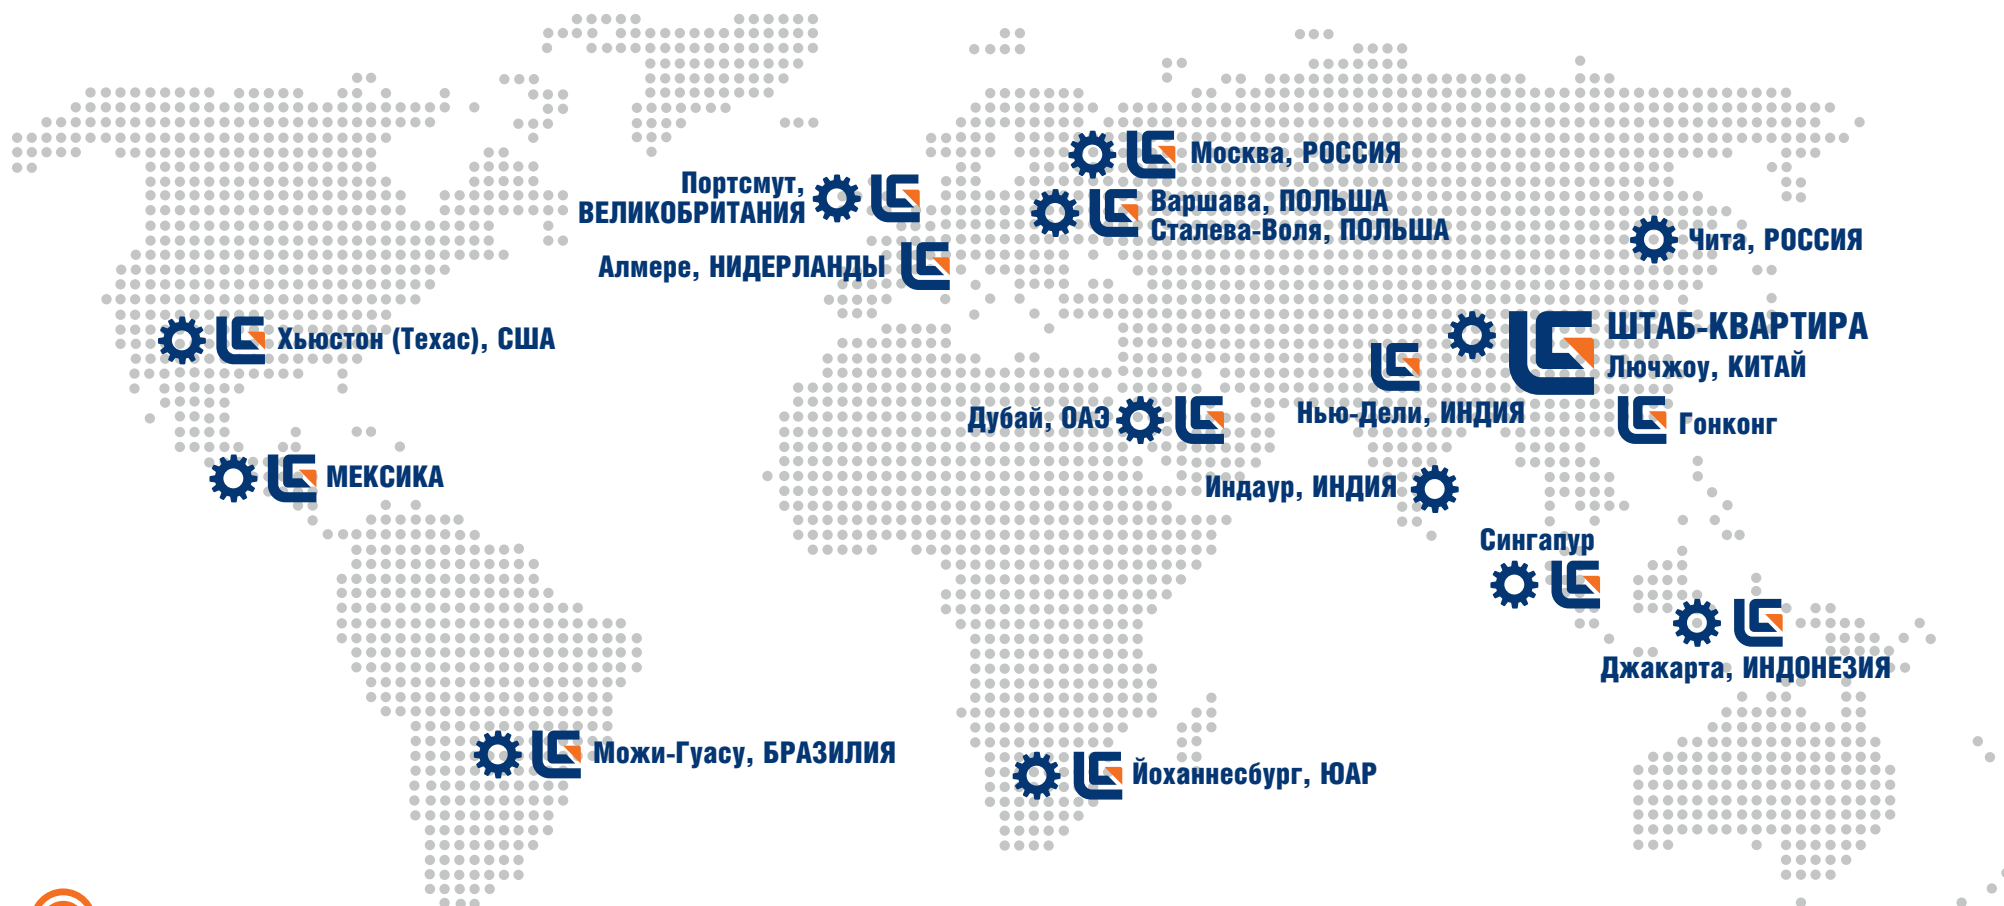 Москва, РОССИЯ
Портсмут,
ВЕЛИКОБРИТАНИЯ
Варшава, ПОЛЬША
Сталева-Воля, ПОЛЬША
Чита, РОССИЯ
Алмере, НИДЕРЛАНДЫ
Хьюстон (Техас), США
ШТАБ-КВАРТИРА
Лючжоу, КИТАЙ
Дубай, ОАЭ
Нью-Дели, ИНДИЯ
Гонконг
МЕКСИКА
Индаур, ИНДИЯ
Сингапур
Джакарта, ИНДОНЕЗИЯ
Можи-Гуасу, БРАЗИЛИЯ
Йоханнесбург, ЮАР